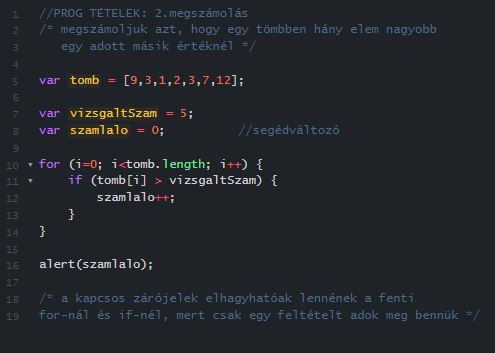 1 //PROG TÉTELEK: 2.megszámolás
2 /* megszámoljuk azt, hogy egy tömbben hány elem nagyobb
3 egy adott másik értéknél */
4
5 var tomb = [9,3,1,2,3,7,12];
6
7 var vizsgaltSzam = 5;
8 var szamlalo = 0; //segédváltozó
9
10 for (i=0; i<tomb.length; i++) {
11 if (tomb[i] > vizsgaltSzam) {
12 szamlalo++;
13 }
14 }
15
16 alert(szamlalo);
17
18 /* a kapcsos zárójelek elhagyhatóak lennének a fenti
19 for-nál és if-nél, mert csak egy feltételt adok meg bennük */